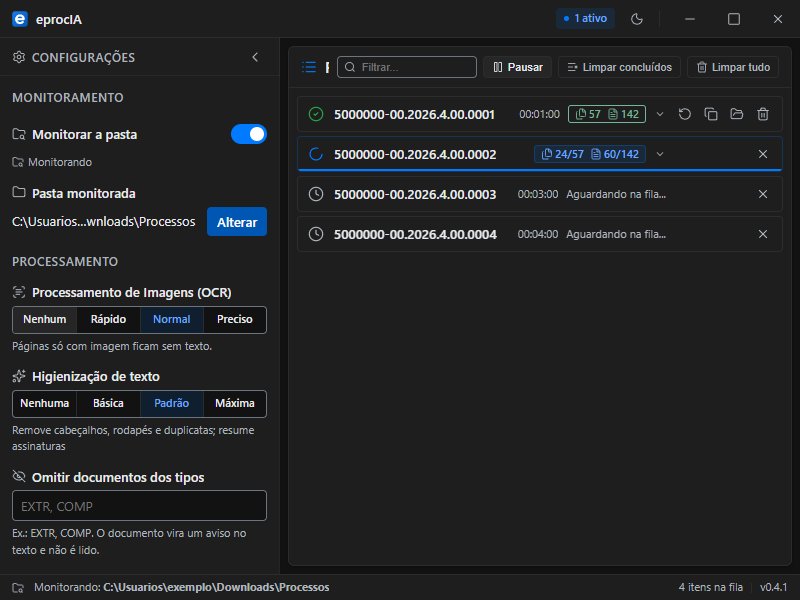 eprocIA
1 ativo
CONFIGURAÇÕES
MONITORAMENTO
Monitorar a pasta
Monitorando
Pasta monitorada
C:\Usuarios...wnloads\Processos
Alterar
PROCESSAMENTO
Processamento de Imagens (OCR)
Nenhum Rápido Normal Preciso
Páginas só com imagem ficam sem texto.
Higienização de texto
Nenhuma Básica Padrão Máxima
Remove cabeçalhos, rodapés e duplicatas; resume
assinaturas
Omitir documentos dos tipos
EXTR, COMP
Ex.: EXTR, COMP. O documento vira um aviso no
texto e não é lido.
Filtrar... Pausar Limpar concluídos Limpar tudo
5000000-00.2026.4.00.0001 00:01:00 57 142
5000000-00.2026.4.00.0002 24/57 60/142
5000000-00.2026.4.00.0003 00:03:00 Aguardando na fila...
5000000-00.2026.4.00.0004 00:04:00 Aguardando na fila...
Monitorando: C:\Usuarios\exemplo\Downloads\Processos
4 itens na fila v0.4.1